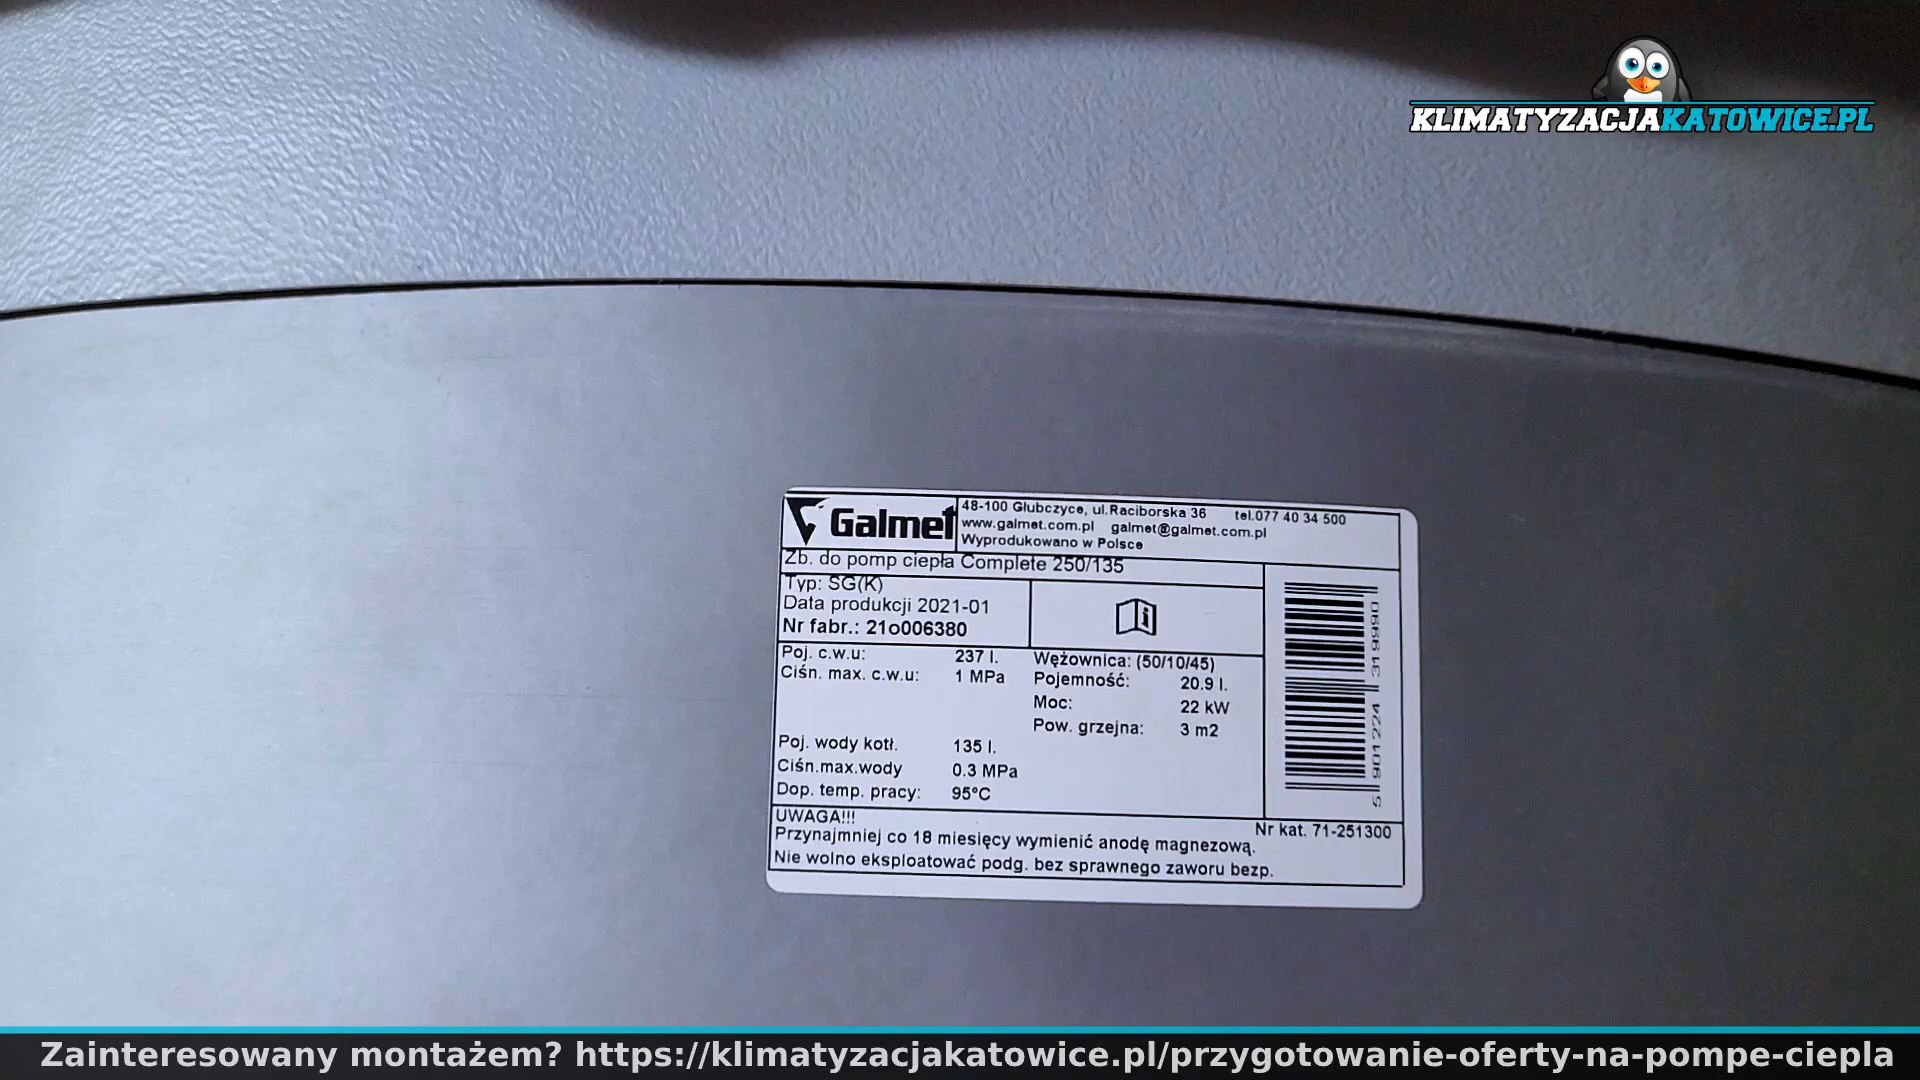 KLIMATYZACJAKATOWICE.PL
Galmet
48-100 Głubczyce, ul.Raciborska 36 tel.077 40 34 500
www.galmet.com.pl galmet@galmet.com.pl
Wyprodukowano w Polsce
Zb. do pomp ciepła Complete 250/135
Typ: SG(K)
Data produkcji 2021-01
Nr fabr.: 21o006380
Poj. c.w.u: 237 l.
Ciśn. max. c.w.u: 1 MPa
Wężownica: (50/10/45)
Pojemność: 20.9 l.
Moc: 22 kW
Pow. grzejna: 3 m2
Poj. wody kotł. 135 l.
Ciśn.max.wody 0.3 MPa
Dop. temp. pracy: 95°C
5 901224 319990
Nr kat. 71-251300
UWAGA!!!
Przynajmniej co 18 miesięcy wymienić anodę magnezową.
Nie wolno eksploatować podg. bez sprawnego zaworu bezp.
Zainteresowany montażem? https://klimatyzacjakatowice.pl/przygotowanie-oferty-na-pompe-ciepla